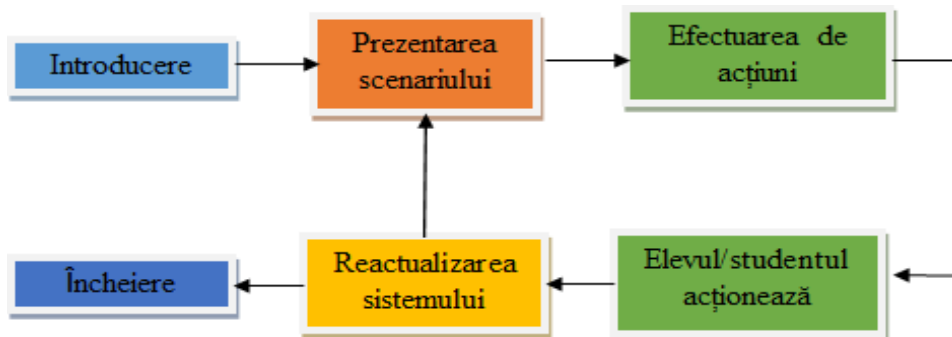 Introducere
Prezentarea
scenariului
Efectuarea de
acțiuni
Elevul/studentul
acționează
Reactualizarea
sistemului
Încheiere